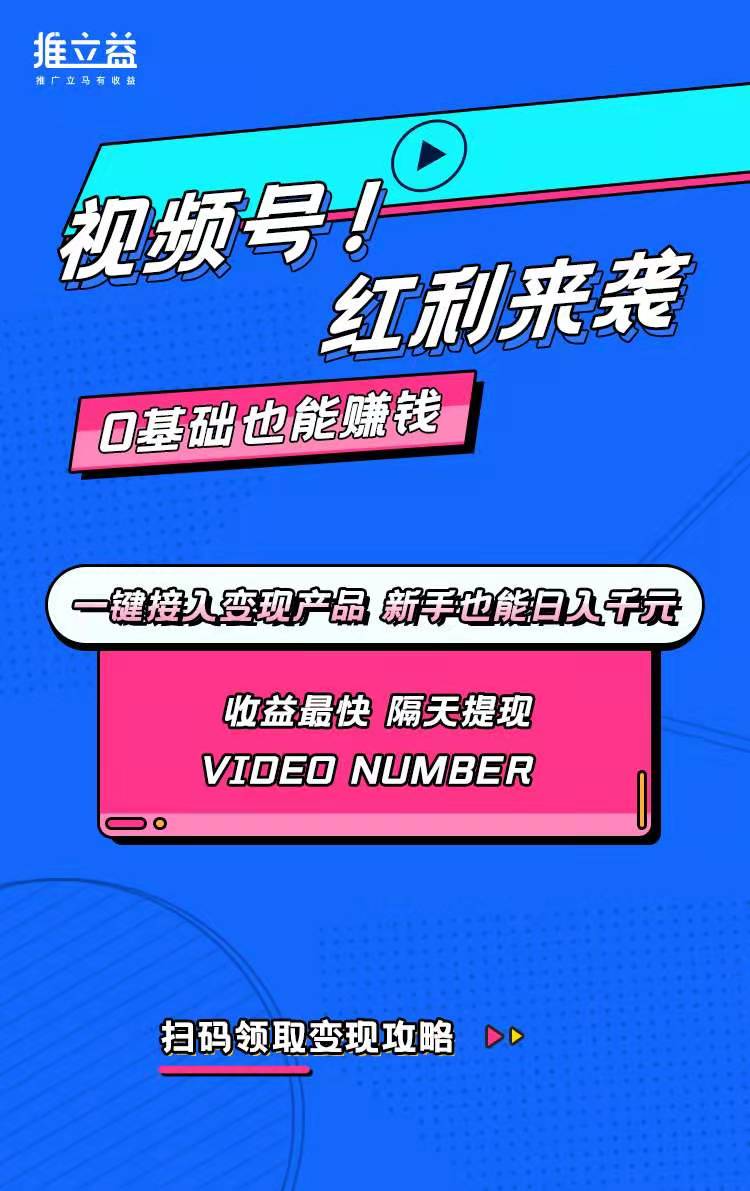 推立益
推广立马有收益
视频号！
红利来袭
0基础也能赚钱
一键接入变现产品 新手也能日入千元
收益最快 隔天提现
VIDEO NUMBER
扫码领取变现攻略